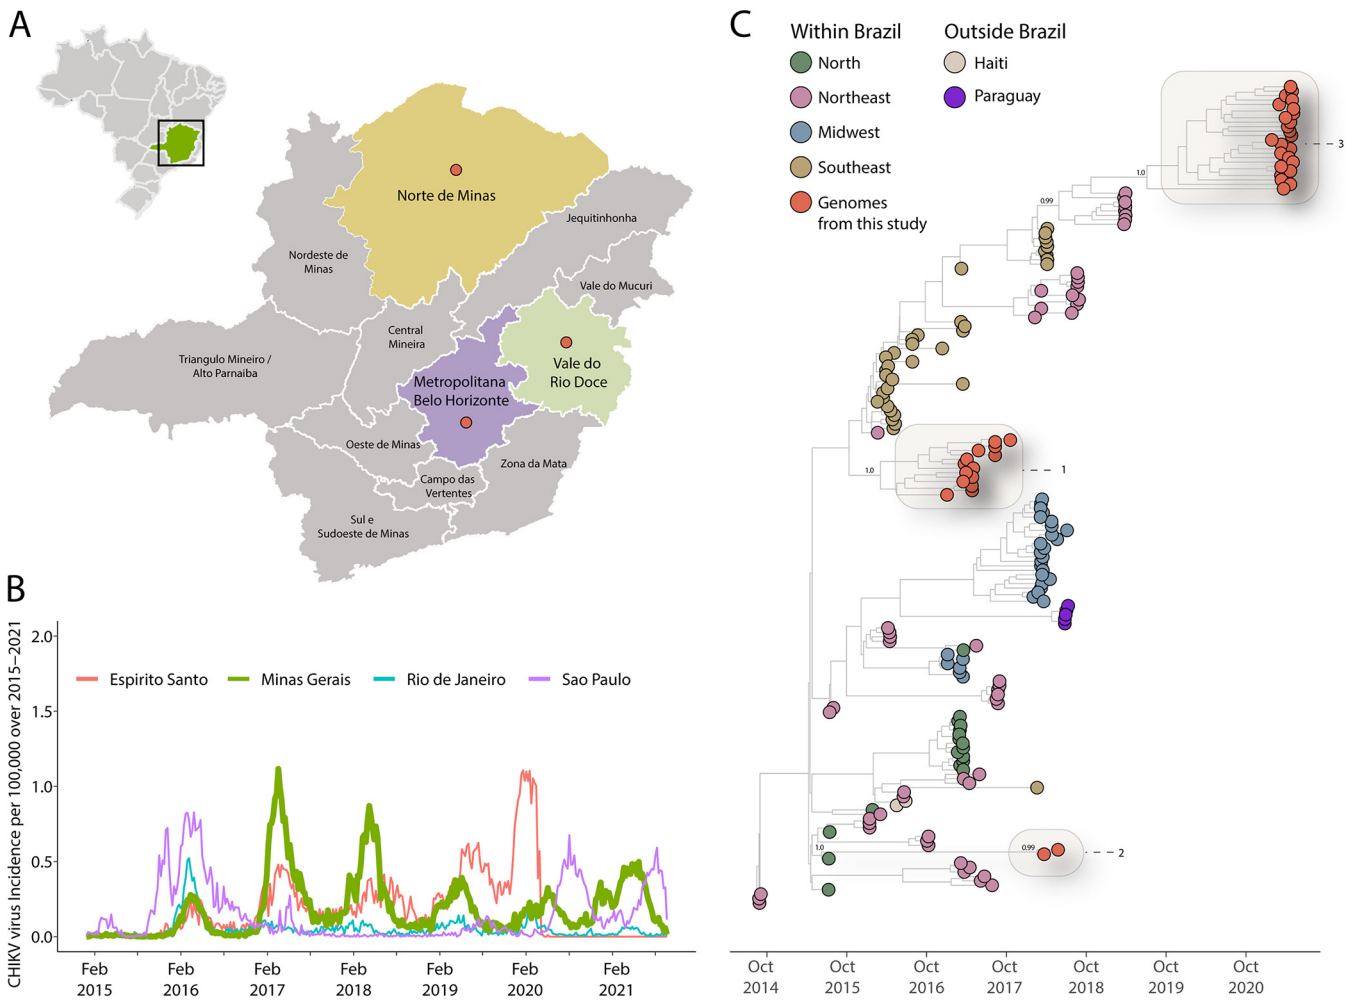 A
Norte de Minas
Jequitinhonha
Nordeste de
Minas
Vale do Mucuri
Central
Mineira
Triangulo Mineiro /
Alto Parnaiba
Vale do
Rio Doce
Metropolitana
Belo Horizonte
Oeste de Minas
Zona da Mata
Campo das
Vertentes
Sul e
Sudoeste de Minas
B
CHIKV virus Incidence per 100,000 over 2015–2021
2.0
1.5
1.0
0.5
0.0
Espirito Santo
Minas Gerais
Rio de Janeiro
Sao Paulo
Feb
2015
Feb
2016
Feb
2017
Feb
2018
Feb
2019
Feb
2020
Feb
2021
C
Within Brazil
North
Northeast
Midwest
Southeast
Genomes
from this study
Outside Brazil
Haiti
Paraguay
3
1.0
0.99
1.0
1
1.0
0.99
2
Oct
2014
Oct
2015
Oct
2016
Oct
2017
Oct
2018
Oct
2019
Oct
2020